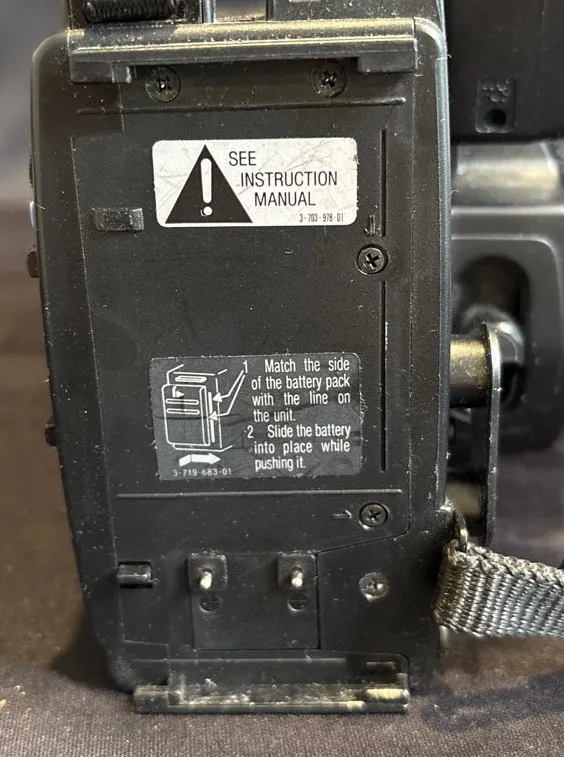 SEE
INSTRUCTION
MANUAL
3-703-978-01
1 Match the side
of the battery pack
with the line on
the unit.
2 Slide the battery
into place while
pushing it.
3-719-683-01